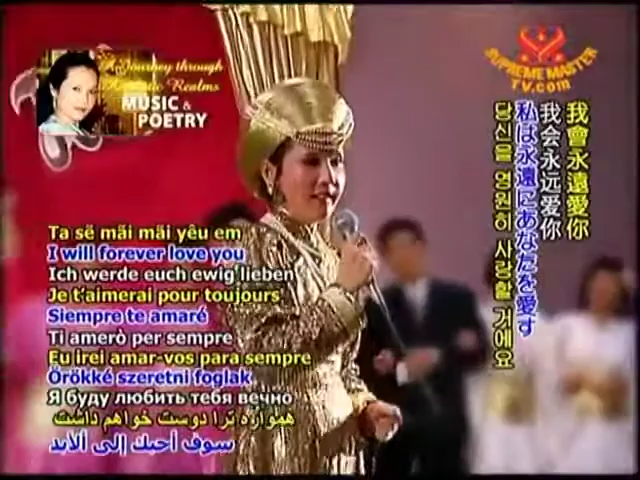 A Journey through
Aesthetic Realms
MUSIC &
POETRY
SUPREME MASTER
TV.com
Ta sẽ mãi mãi yêu em
I will forever love you
Ich werde euch ewig lieben
Je t'aimerai pour toujours
Siempre te amaré
Ti amerò per sempre
Eu irei amar-vos para sempre
Örökké szeretni foglak
Я буду любить тебя вечно
همواره ترا دوست خواهم داشت
سوف أحبك إلى ألابد
我會永遠愛你
我会永远爱你
私は永遠にあなたを愛す
당신을 영원히 사랑할 거에요